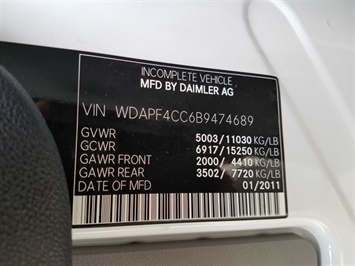 INCOMPLETE VEHICLE
MFD BY DAIMLER AG
VIN WDAPF4CC6B9474689
GVWR 5003/11030 KG/LB
GCWR 6917/15250 KG/LB
GAWR FRONT 2000/ 4410 KG/LB
GAWR REAR 3502/ 7720 KG/LB
DATE OF MFD 01/2011